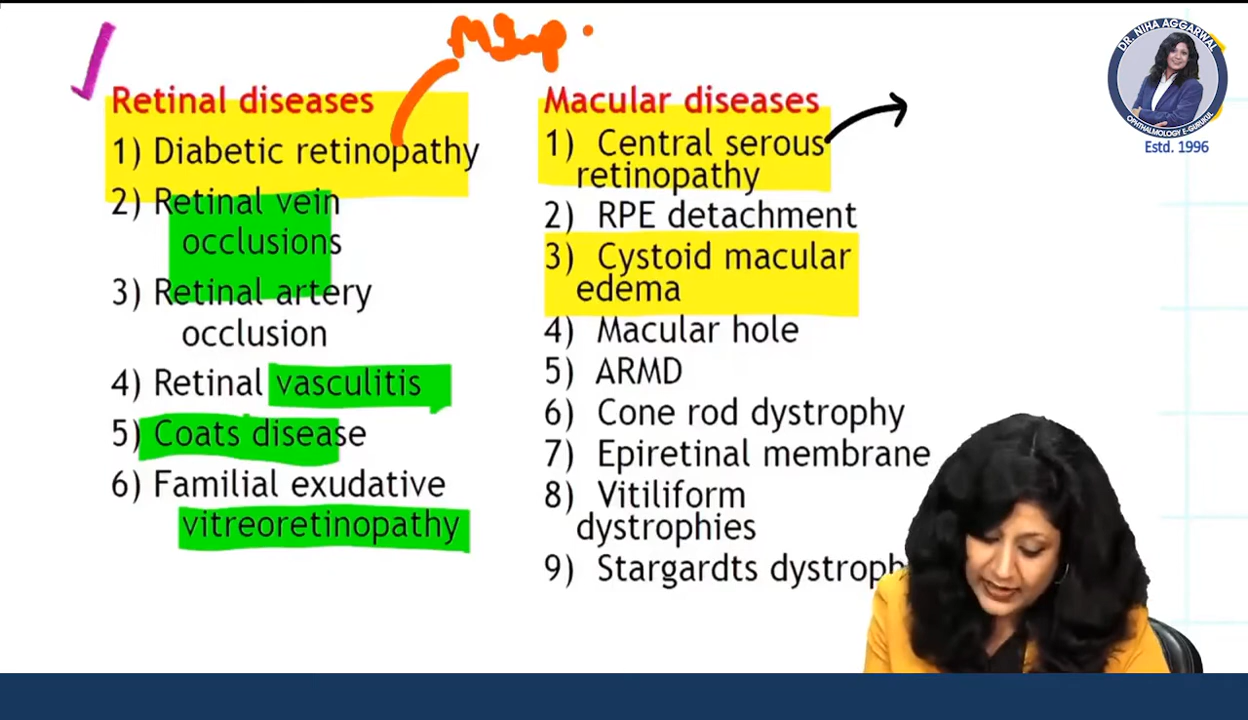 Retinal diseases
1) Diabetic retinopathy
2) Retinal vein
occlusions
3) Retinal artery
occlusion
4) Retinal vasculitis
5) Coats disease
6) Familial exudative
vitreoretinopathy
Macular diseases
1) Central serous
retinopathy
2) RPE detachment
3) Cystoid macular
edema
4) Macular hole
5) ARMD
6) Cone rod dystrophy
7) Epiretinal membrane
8) Vitiliform
dystrophies
9) Stargardts dystroph
DR. NIHA AGGARWAL
OPHTHALMOLOGY E-GURUKUL
Estd. 1996